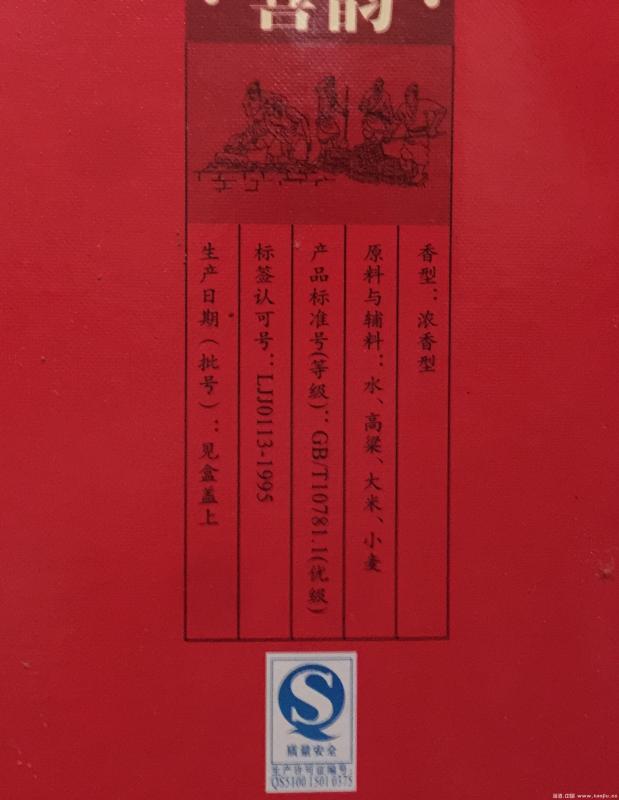 香型：浓香型
原料与辅料：水、高粱、大米、小麦
产品标准号(等级)：GB/T10781.1(优级)
标签认可号：LJJ0113-1995
生产日期（批号）：见盒盖上
质量安全
生产许可证编号:
QS5100 1501 0375